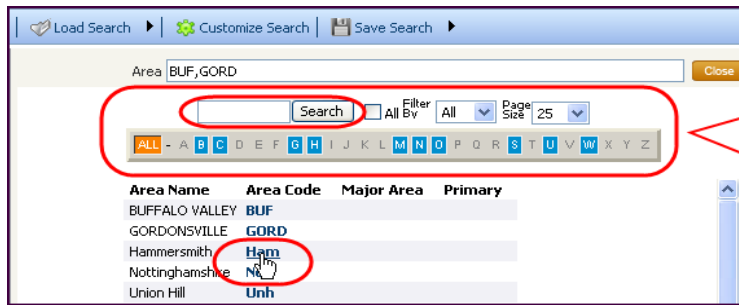 Load Search Customize Search Save Search
Area BUF,GORD Close
Search All Filter By All Page Size 25
ALL - A B C D E F G H I J K L M N O P Q R S T U V W X Y Z
Area Name Area Code Major Area Primary
BUFFALO VALLEY BUF
GORDONSVILLE GORD
Hammersmith Ham
Nottinghamshire
Union Hill Unh